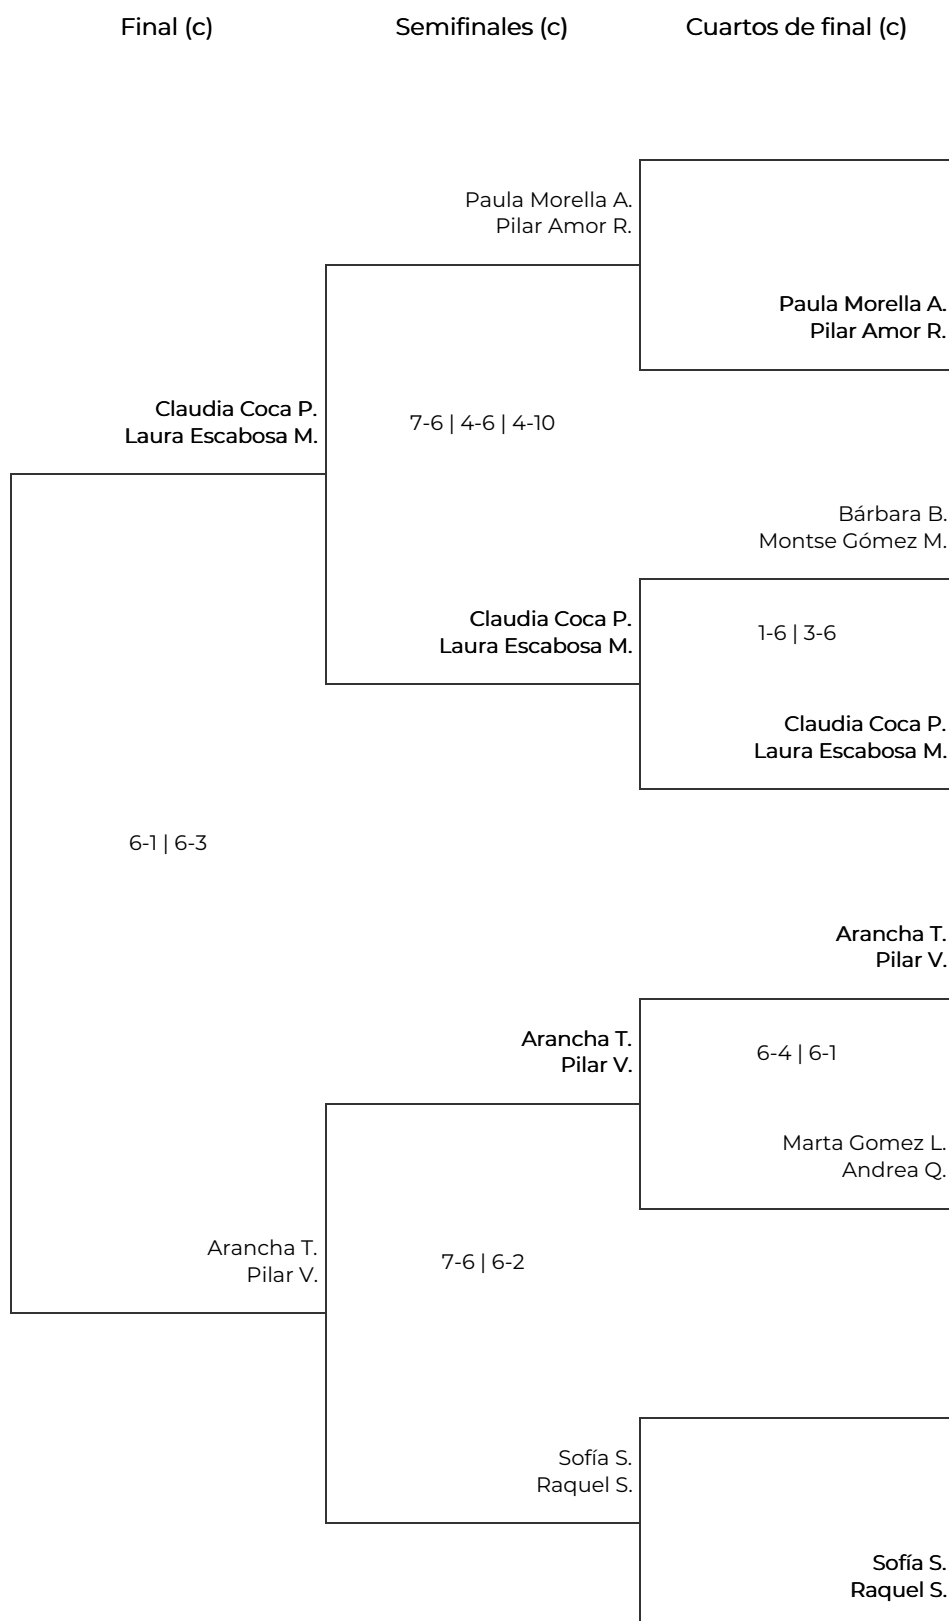 Final (c)
Semifinales (c)
Cuartos de final (c)
Paula Morella A.
Pilar Amor R.
Paula Morella A.
Pilar Amor R.
Claudia Coca P.
Laura Escabosa M.
7-6 | 4-6 | 4-10
Bárbara B.
Montse Gómez M.
Claudia Coca P.
Laura Escabosa M.
1-6 | 3-6
Claudia Coca P.
Laura Escabosa M.
6-1 | 6-3
Arancha T.
Pilar V.
Arancha T.
Pilar V.
6-4 | 6-1
Marta Gomez L.
Andrea Q.
Arancha T.
Pilar V.
7-6 | 6-2
Sofía S.
Raquel S.
Sofía S.
Raquel S.